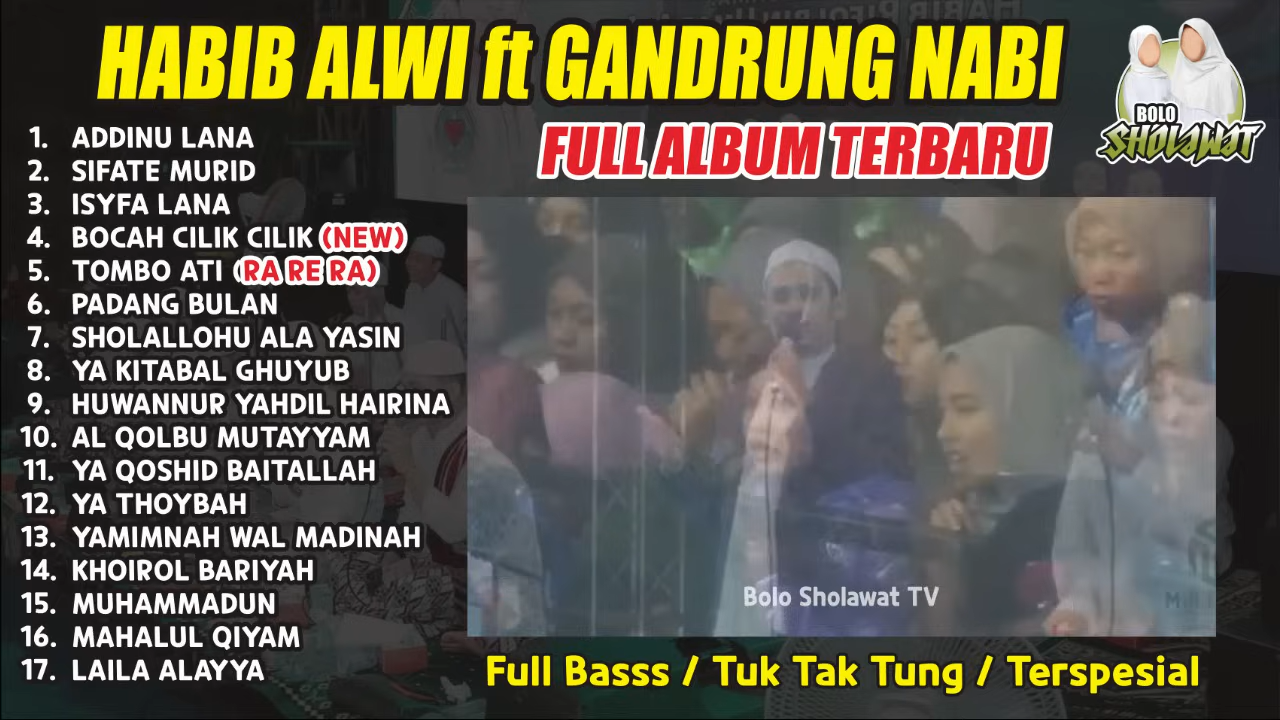 HABIB ALWI ft GANDRUNG NABI
FULL ALBUM TERBARU
BOLO
SHOLAWAT
1. ADDINU LANA
2. SIFATE MURID
3. ISYFA LANA
4. BOCAH CILIK CILIK (NEW)
5. TOMBO ATI (RA RE RA)
6. PADANG BULAN
7. SHOLALLOHU ALA YASIN
8. YA KITABAL GHUYUB
9. HUWANNUR YAHDIL HAIRINA
10. AL QOLBU MUTAYYAM
11. YA QOSHID BAITALLAH
12. YA THOYBAH
13. YAMIMNAH WAL MADINAH
14. KHOIROL BARIYAH
15. MUHAMMADUN
16. MAHALUL QIYAM
17. LAILA ALAYYA
Bolo Sholawat TV
Full Basss / Tuk Tak Tung / Terspesial